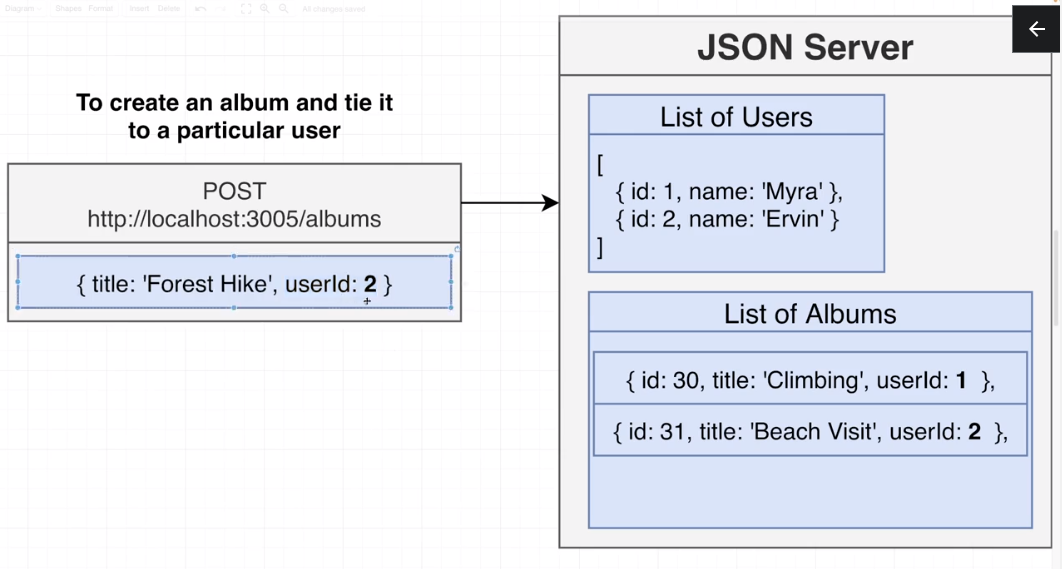 Diagram
Shapes
Format
Insert
Delete
All changes saved
JSON Server
To create an album and tie it
to a particular user
POST
http://localhost:3005/albums
{ title: 'Forest Hike', userId: 2 }
List of Users
[
{ id: 1, name: 'Myra' },
{ id: 2, name: 'Ervin' }
]
List of Albums
{ id: 30, title: 'Climbing', userId: 1 },
{ id: 31, title: 'Beach Visit', userId: 2 },